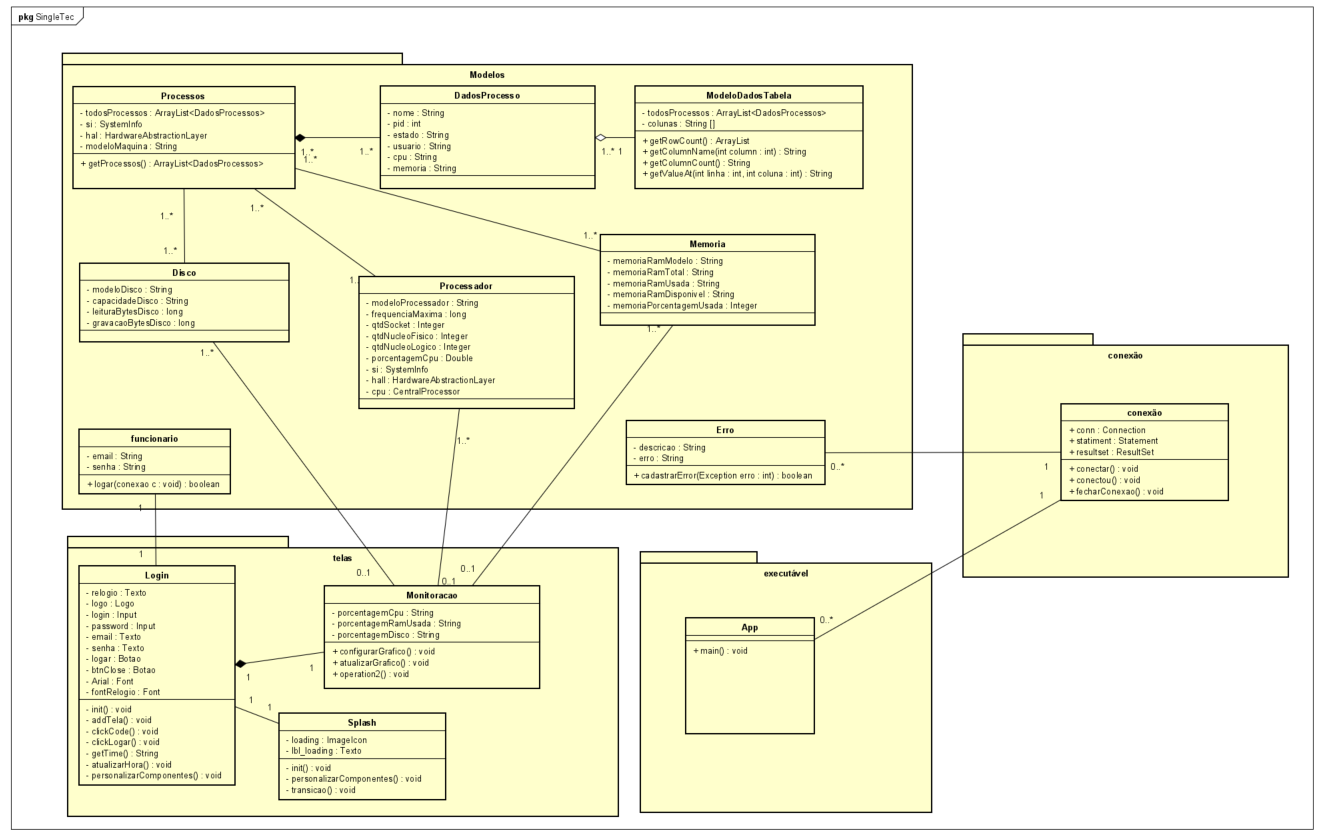 pkg SingleTec
Modelos
Processos
- todosProcessos : ArrayList<DadosProcessos>
- si : SystemInfo
- hal : HardwareAbstractionLayer
- modeloMaquina : String
+ getProcessos() : ArrayList<DadosProcessos>
DadosProcesso
- nome : String
- pid : int
- estado : String
- usuario : String
- cpu : String
- memoria : String
ModeloDadosTabela
- todosProcessos : ArrayList<DadosProcessos>
- colunas : String []
+ getRowCount() : ArrayList
+ getColumnName(int column : int) : String
+ getColumnCount() : String
+ getValueAt(int linha : int, int coluna : int) : String
1..*
1..*
1..*
1..* 1
1..*
1..*
1..*
1..*
1..
Disco
- modeloDisco : String
- capacidadeDisco : String
- leituraBytesDisco : long
- gravacaoBytesDisco : long
1..*
Processador
- modeloProcessador : String
- frequenciaMaxima : long
- qtdSocket : Integer
- qtdNucleoFisico : Integer
- qtdNucleoLogico : Integer
- porcentagemCpu : Double
- si : SystemInfo
- hall : HardwareAbstractionLayer
- cpu : CentralProcessor
1..*
Memoria
- memoriaRamModelo : String
- memoriaRamTotal : String
- memoriaRamUsada : String
- memoriaRamDisponivel : String
- memoriaPorcentagemUsada : Integer
1..*
funcionario
- email : String
- senha : String
+ logar(conexao c : void) : boolean
1
Erro
- descricao : String
- erro : String
+ cadastrarError(Exception erro : int) : boolean
0..*
conexão
conexão
+ conn : Connection
+ statiment : Statement
+ resultset : ResultSet
+ conectar() : void
+ conectou() : void
+ fecharConexao() : void
1
1
telas
1
Login
- relogio : Texto
- logo : Logo
- login : Input
- password : Input
- email : Texto
- senha : Texto
- logar : Botao
- btnClose : Botao
- Arial : Font
- fontRelogio : Font
- init() : void
- addTela() : void
- clickCode() : void
- clickLogar() : void
- getTime() : String
- atualizarHora() : void
- personalizarComponentes() : void
0..1
0..1
0..1
Monitoracao
- porcentagemCpu : String
- porcentagemRamUsada : String
- porcentagemDisco : String
+ configurarGrafico() : void
+ atualizarGrafico() : void
+ operation2() : void
1
1
1
1
Splash
- loading : ImageIcon
- lbl_loading : Texto
- init() : void
- personalizarComponentes() : void
- transicao() : void
executável
App
+ main() : void
0..*